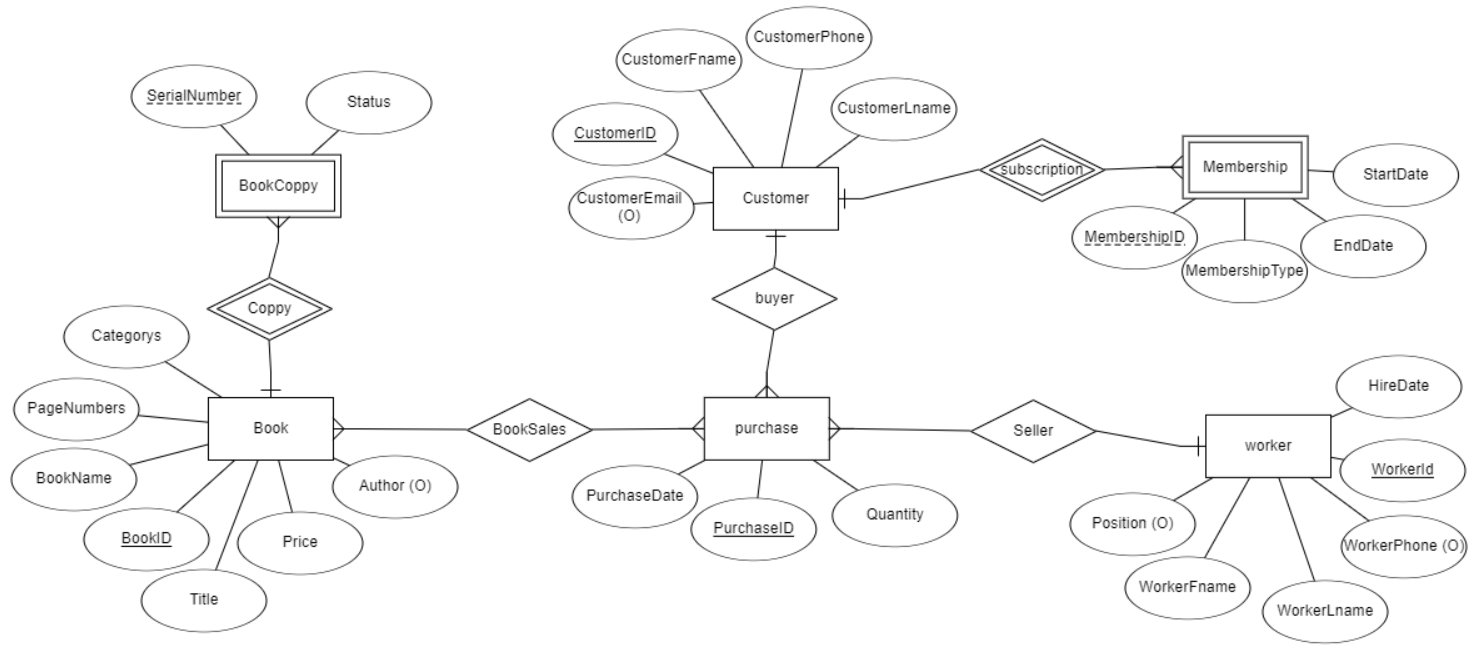 CustomerPhone
CustomerFname
SerialNumber
Status
CustomerLname
CustomerID
BookCoppy
Customer
subscription
Membership
StartDate
CustomerEmail
(O)
MembershipID
EndDate
MembershipType
Coppy
buyer
Categorys
HireDate
PageNumbers
Book
BookSales
purchase
Seller
worker
BookName
Author (O)
WorkerId
PurchaseDate
Quantity
Position (O)
BookID
Price
PurchaseID
WorkerPhone (O)
Title
WorkerFname
WorkerLname